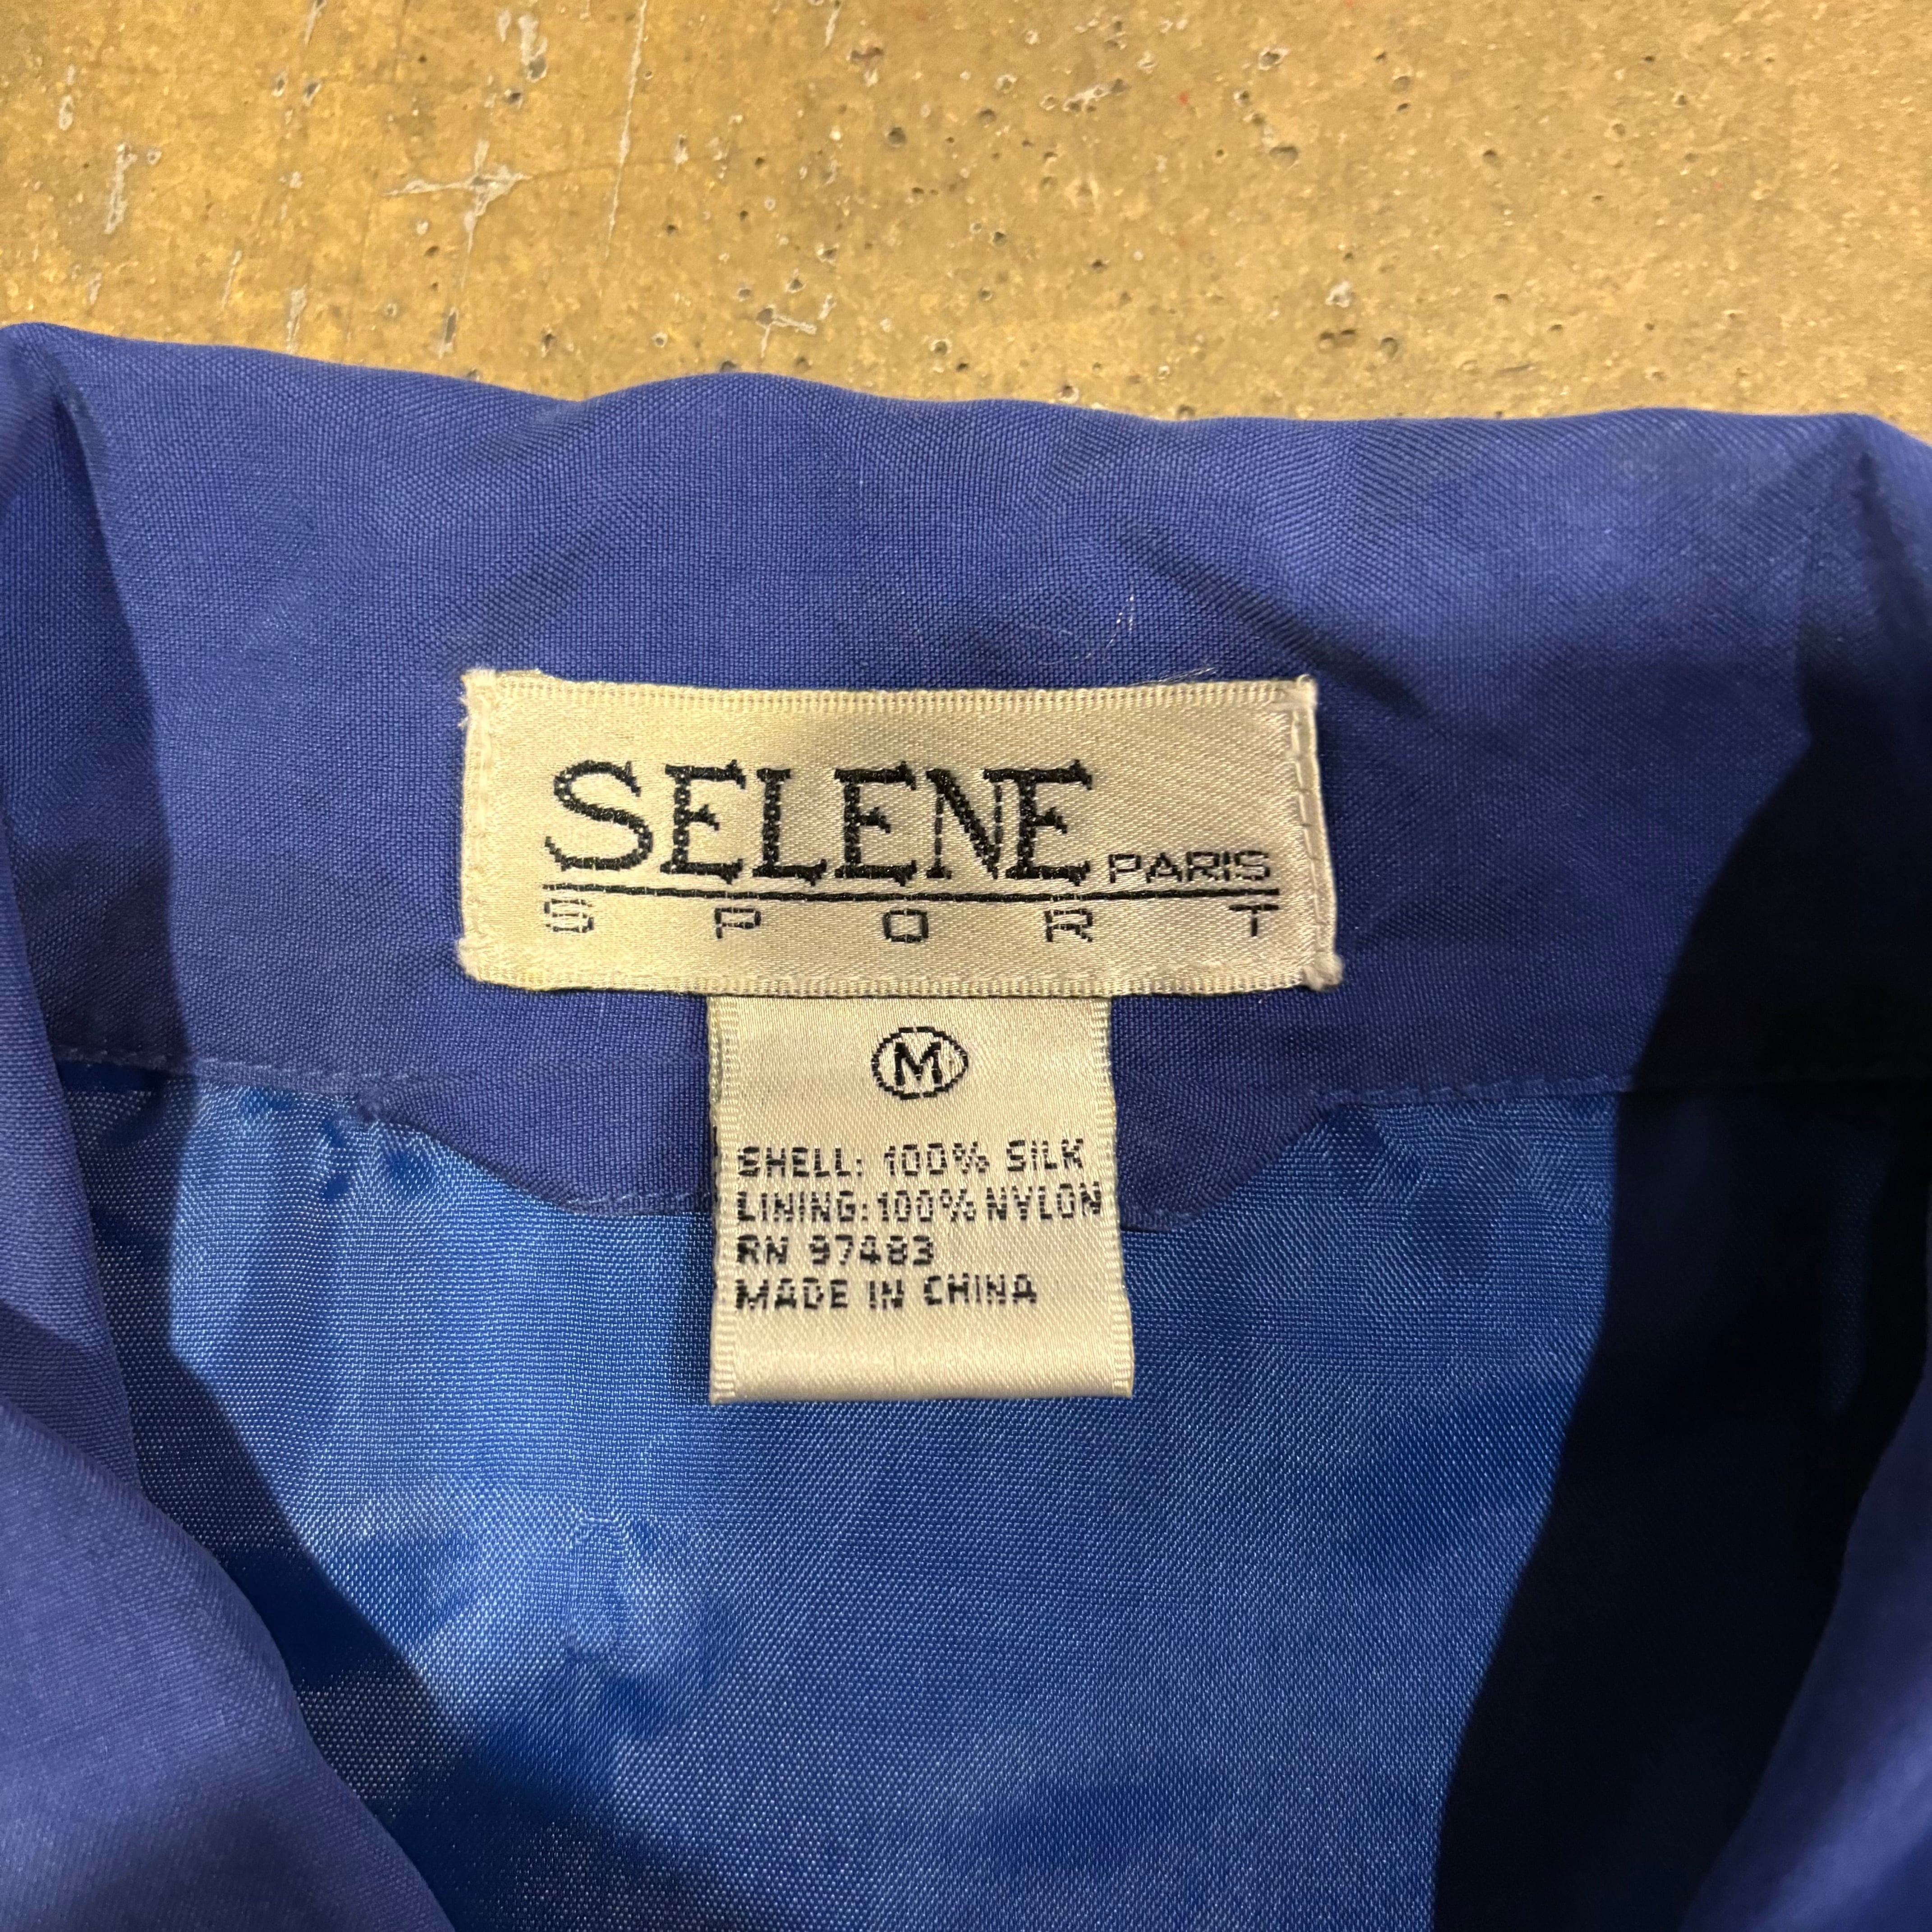 SELENE PARIS
SPORT
M
SHELL: 100% SILK
LINING: 100% NYLON
RN 97483
MADE IN CHINA